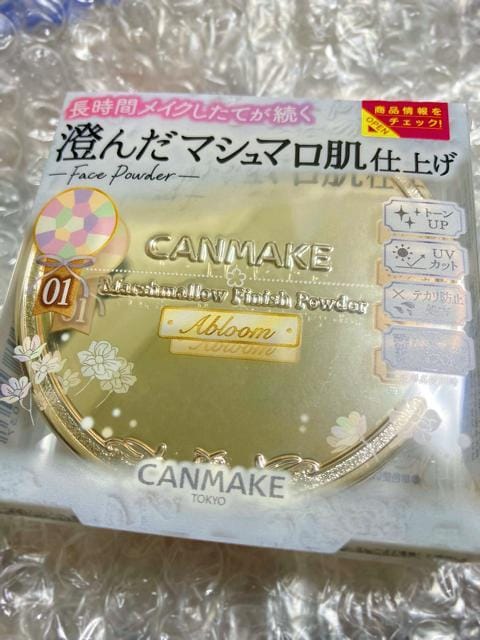 長時間メイクしたてが続く
商品情報を
OPEN
チェック!
澄んだマシュマロ肌仕上げ
Face Powder
CANMAKE
トーン
UP
UV
カット
テカリ防止
01
Marshmallow Finish Powder
Abloom
CANMAKE
TOKYO